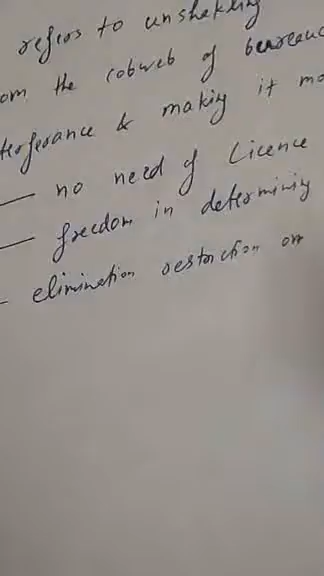 refers to unshakling
om the cobweb of bureauc
terferance & making it mo
— no need of Licence
— freedom in determining
- elimination restriction on